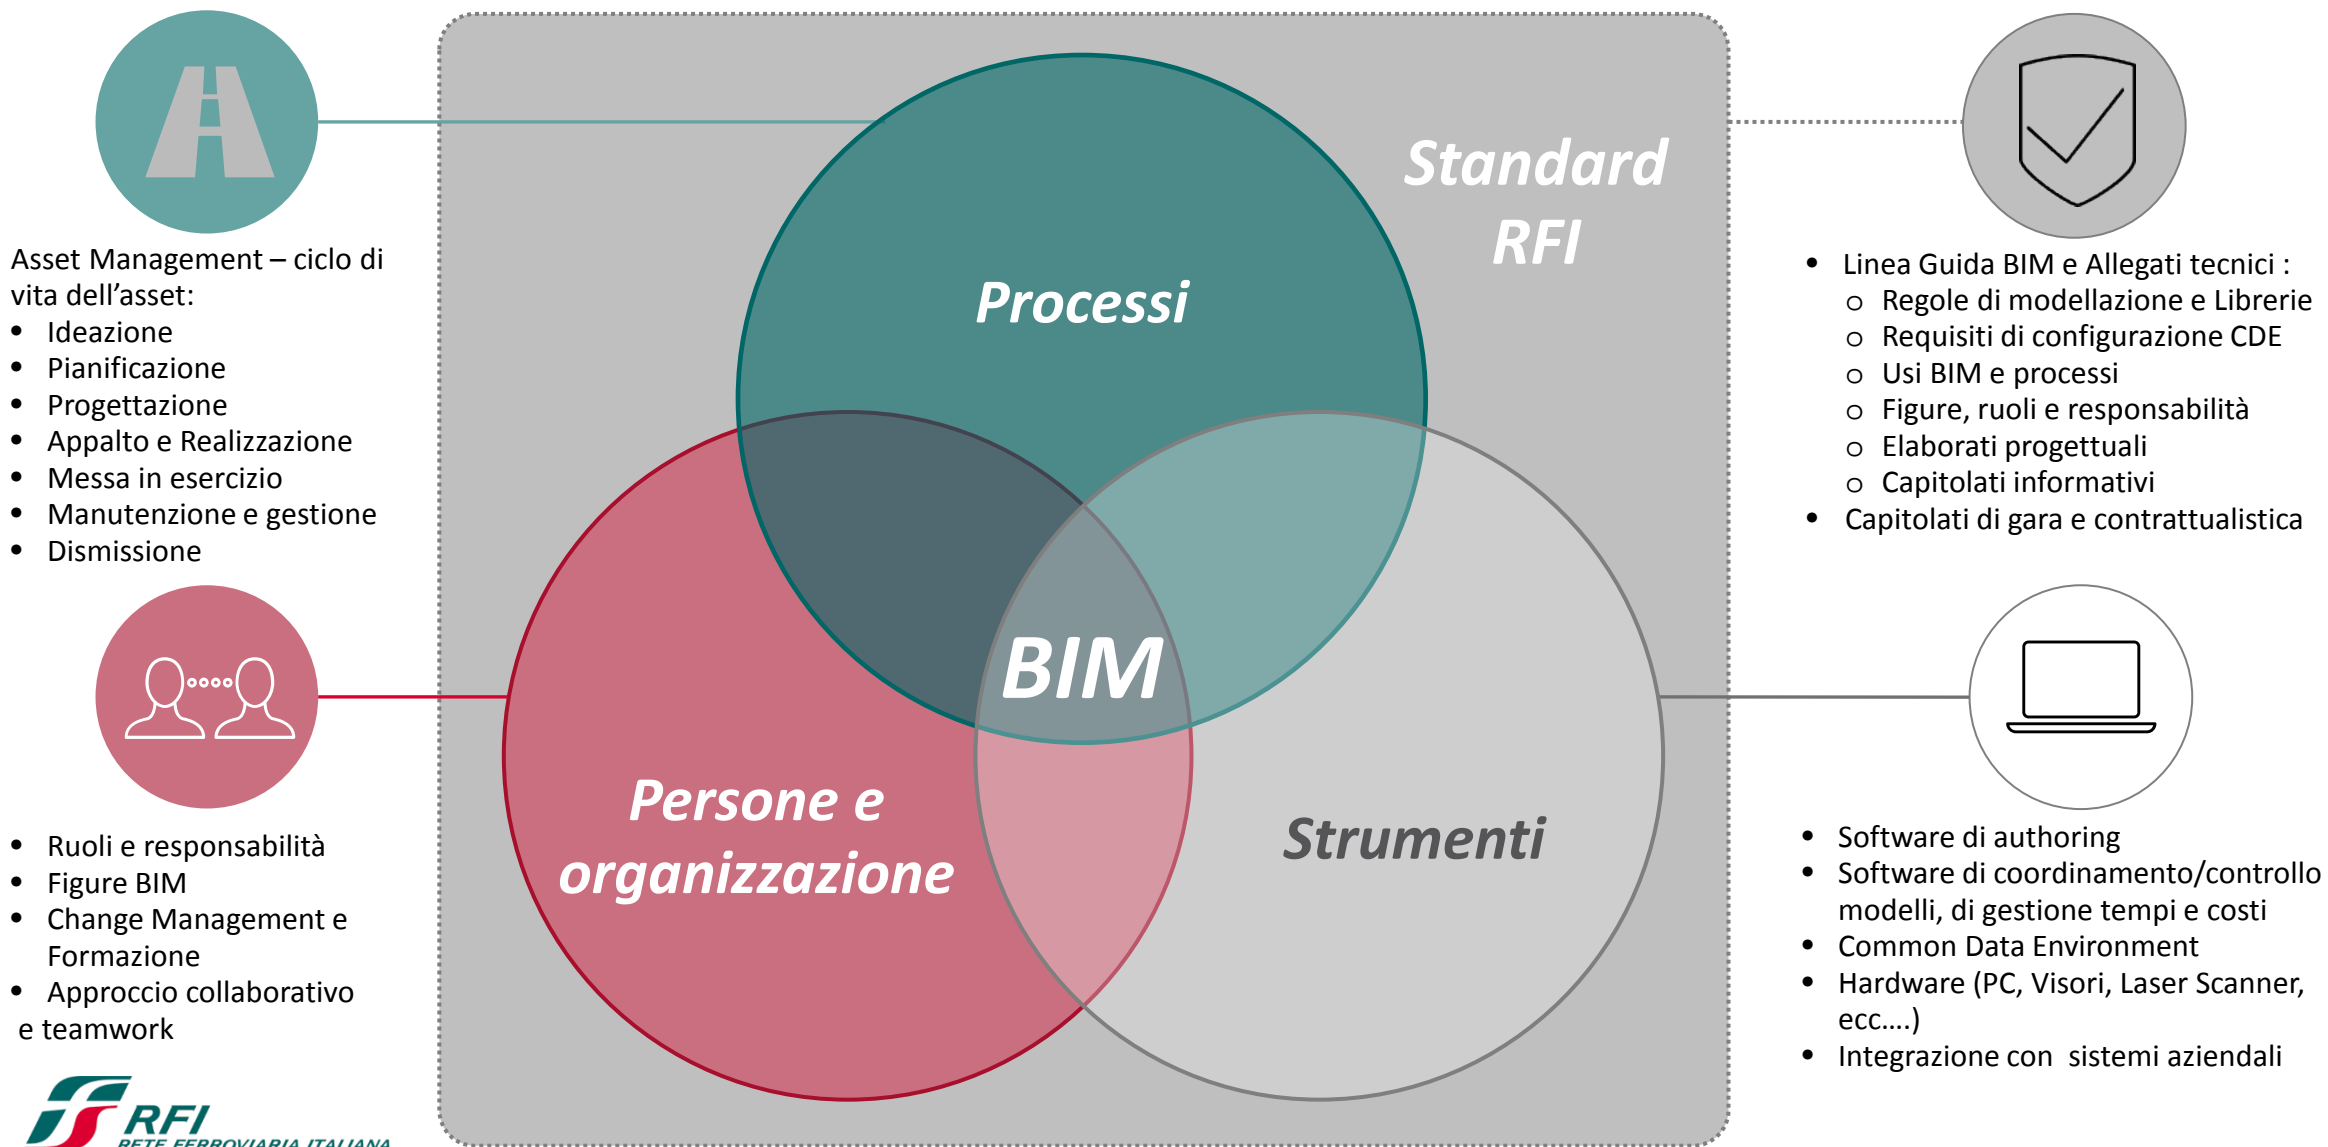 Asset Management – ciclo di
vita dell’asset:
• Ideazione
• Pianificazione
• Progettazione
• Appalto e Realizzazione
• Messa in esercizio
• Manutenzione e gestione
• Dismissione
• Ruoli e responsabilità
• Figure BIM
• Change Management e
Formazione
• Approccio collaborativo
e teamwork
RFI
RETE FERROVIARIA ITALIANA
Standard
RFI
Processi
BIM
Persone e
organizzazione
Strumenti
• Linea Guida BIM e Allegati tecnici :
o Regole di modellazione e Librerie
o Requisiti di configurazione CDE
o Usi BIM e processi
o Figure, ruoli e responsabilità
o Elaborati progettuali
o Capitolati informativi
• Capitolati di gara e contrattualistica
• Software di authoring
• Software di coordinamento/controllo
modelli, di gestione tempi e costi
• Common Data Environment
• Hardware (PC, Visori, Laser Scanner,
ecc....)
• Integrazione con  sistemi aziendali